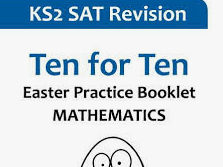 KS2 SAT Revision
Ten for Ten
Easter Practice Booklet
MATHEMATICS